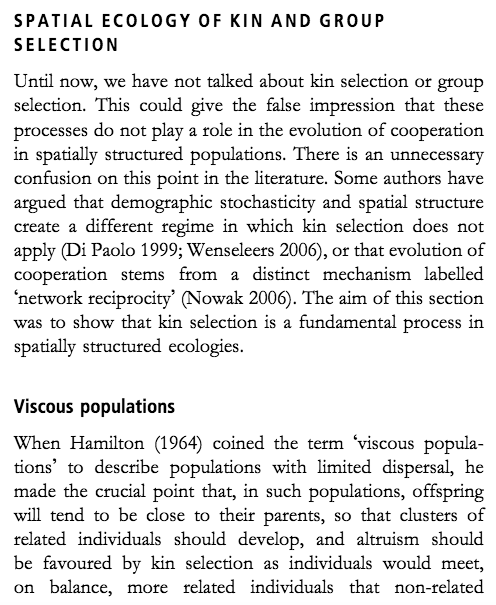 SPATIAL ECOLOGY OF KIN AND GROUP
SELECTION
Until now, we have not talked about kin selection or group
selection. This could give the false impression that these
processes do not play a role in the evolution of cooperation
in spatially structured populations. There is an unnecessary
confusion on this point in the literature. Some authors have
argued that demographic stochasticity and spatial structure
create a different regime in which kin selection does not
apply (Di Paolo 1999; Wenseleers 2006), or that evolution of
cooperation stems from a distinct mechanism labelled
‘network reciprocity’ (Nowak 2006). The aim of this section
was to show that kin selection is a fundamental process in
spatially structured ecologies.
Viscous populations
When Hamilton (1964) coined the term ‘viscous popula-
tions’ to describe populations with limited dispersal, he
made the crucial point that, in such populations, offspring
will tend to be close to their parents, so that clusters of
related individuals should develop, and altruism should
be favoured by kin selection as individuals would meet,
on balance, more related individuals that non-related